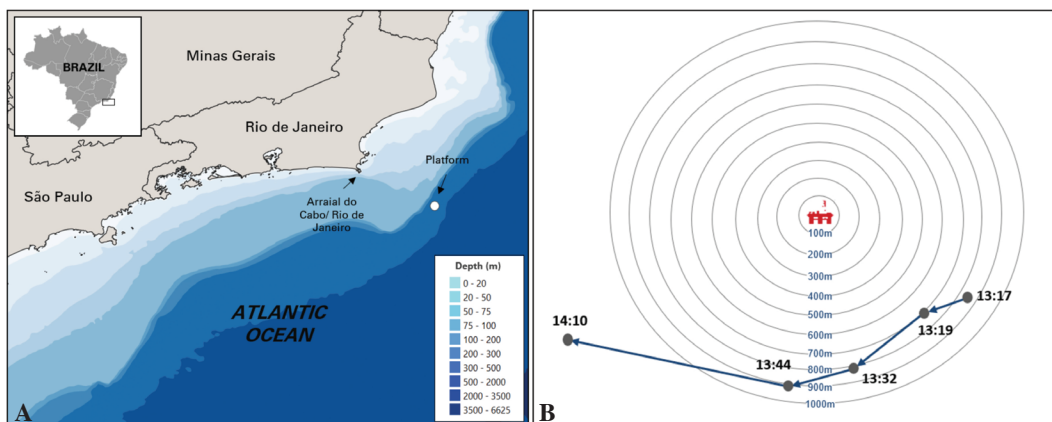 BRAZIL
Minas Gerais
Rio de Janeiro
Platform
São Paulo
Arraial do
Cabo/ Rio de
Janeiro
ATLANTIC
OCEAN
Depth (m)
0 - 20
20 - 50
50 - 75
75 - 100
100 - 200
200 - 300
300 - 500
500 - 2000
2000 - 3500
3500 - 6625
A
3
100m
200m
300m
400m
500m
600m
700m
800m
900m
1000m
13:17
13:19
13:32
13:44
14:10
B